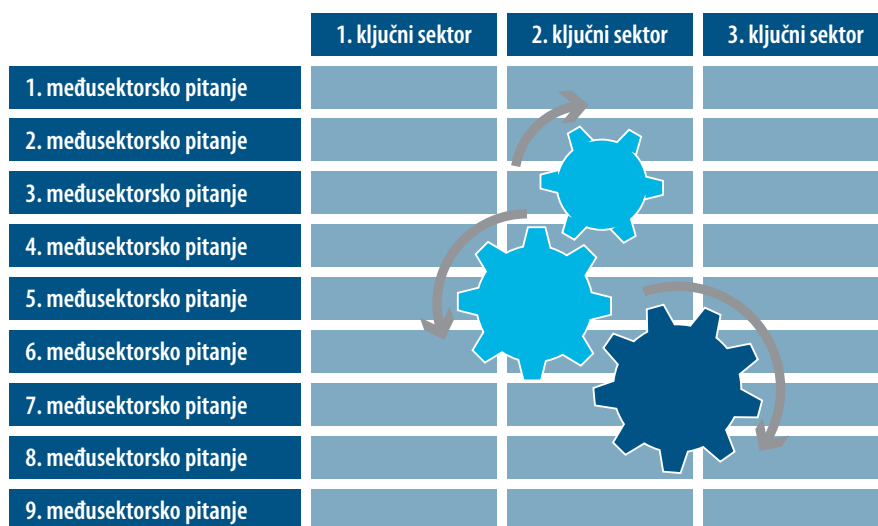 1. ključni sektor 2. ključni sektor 3. ključni sektor
1. međusektorsko pitanje
2. međusektorsko pitanje
3. međusektorsko pitanje
4. međusektorsko pitanje
5. međusektorsko pitanje
6. međusektorsko pitanje
7. međusektorsko pitanje
8. međusektorsko pitanje
9. međusektorsko pitanje